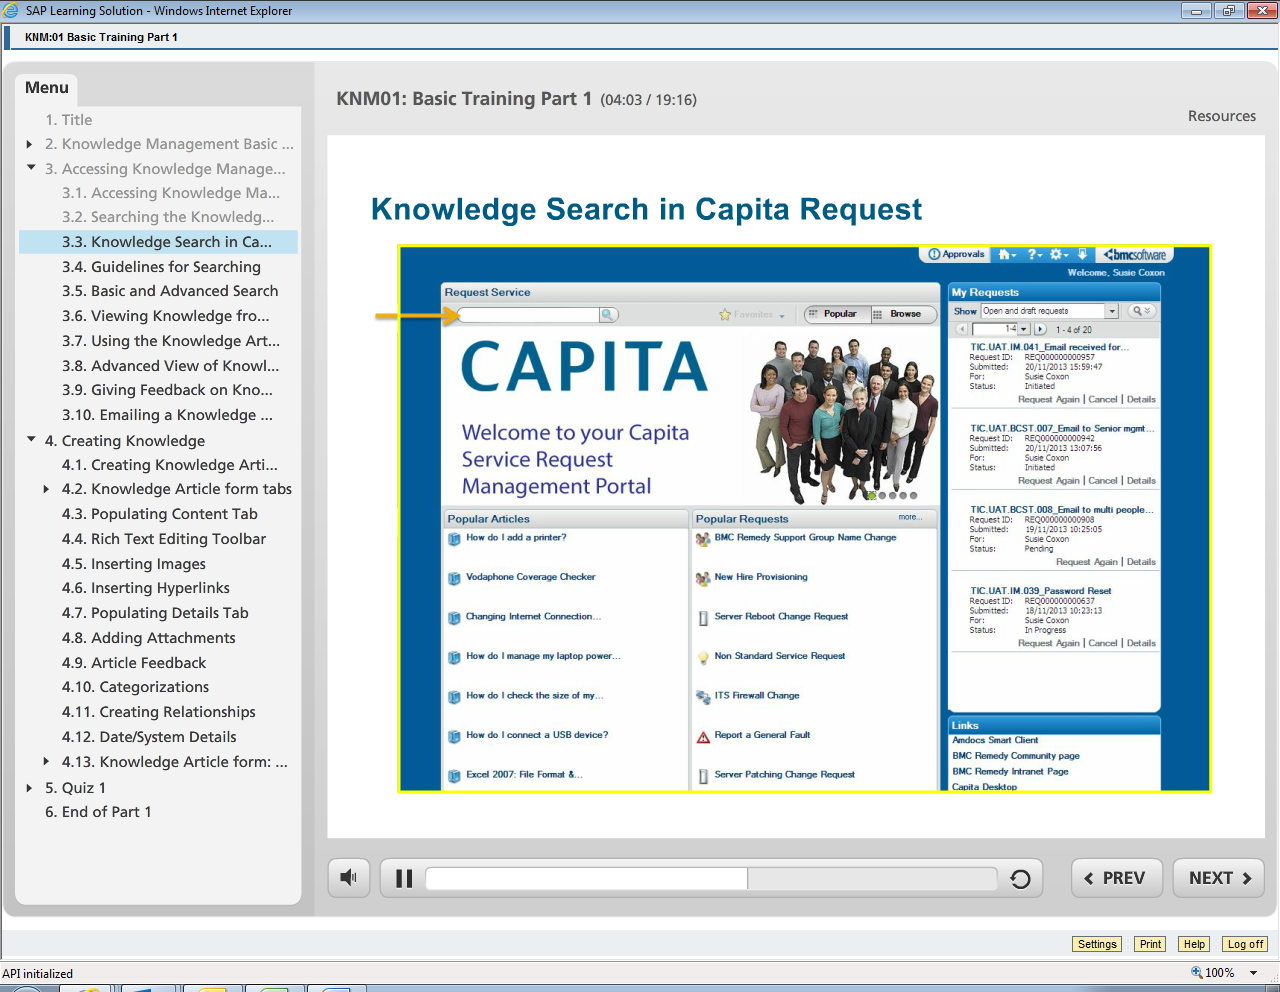 SAP Learning Solution - Windows Internet Explorer
KNM:01 Basic Training Part 1
Menu
1. Title
2. Knowledge Management Basic ...
3. Accessing Knowledge Manage...
3.1. Accessing Knowledge Ma...
3.2. Searching the Knowledg...
3.3. Knowledge Search in Ca...
3.4. Guidelines for Searching
3.5. Basic and Advanced Search
3.6. Viewing Knowledge fro...
3.7. Using the Knowledge Art...
3.8. Advanced View of Knowl...
3.9. Giving Feedback on Kno...
3.10. Emailing a Knowledge ...
4. Creating Knowledge
4.1. Creating Knowledge Arti...
4.2. Knowledge Article form tabs
4.3. Populating Content Tab
4.4. Rich Text Editing Toolbar
4.5. Inserting Images
4.6. Inserting Hyperlinks
4.7. Populating Details Tab
4.8. Adding Attachments
4.9. Article Feedback
4.10. Categorizations
4.11. Creating Relationships
4.12. Date/System Details
4.13. Knowledge Article form: ...
5. Quiz 1
6. End of Part 1
KNM01: Basic Training Part 1 (04:03 / 19:16)
Resources
Knowledge Search in Capita Request
Approvals
bmcsoftware
Welcome, Susie Coxon
Request Service
Favorites
Popular
Browse
CAPITA
Welcome to your Capita
Service Request
Management Portal
Popular Articles
How do I add a printer?
Vodaphone Coverage Checker
Changing Internet Connection...
How do I manage my laptop power...
How do I check the size of my...
How do I connect a USB device?
Excel 2007: File Format &...
Popular Requests
more...
BMC Remedy Support Group Name Change
New Hire Provisioning
Server Reboot Change Request
Non Standard Service Request
ITS Firewall Change
Report a General Fault
Server Patching Change Request
My Requests
Show Open and draft requests
1-4 1 - 4 of 20
TIC.UAT.IM.041_Email received for...
Request ID: REQ000000000957
Submitted: 20/11/2013 15:59:47
For: Susie Coxon
Status: Initiated
Request Again | Cancel | Details
TIC.UAT.BCST.007_Email to Senior mgmt...
Request ID: REQ000000000942
Submitted: 20/11/2013 13:07:56
For: Susie Coxon
Status: Initiated
Request Again | Cancel | Details
TIC.UAT.BCST.008_Email to multi people...
Request ID: REQ000000000908
Submitted: 19/11/2013 10:25:05
For: Susie Coxon
Status: Pending
Request Again | Details
TIC.UAT.IM.039_Password Reset
Request ID: REQ000000000637
Submitted: 18/11/2013 10:23:13
For: Susie Coxon
Status: In Progress
Request Again | Cancel | Details
Links
Amdocs Smart Client
BMC Remedy Community page
BMC Remedy Intranet Page
Capita Desktop
PREV
NEXT
Settings
Print
Help
Log off
API initialized
100%